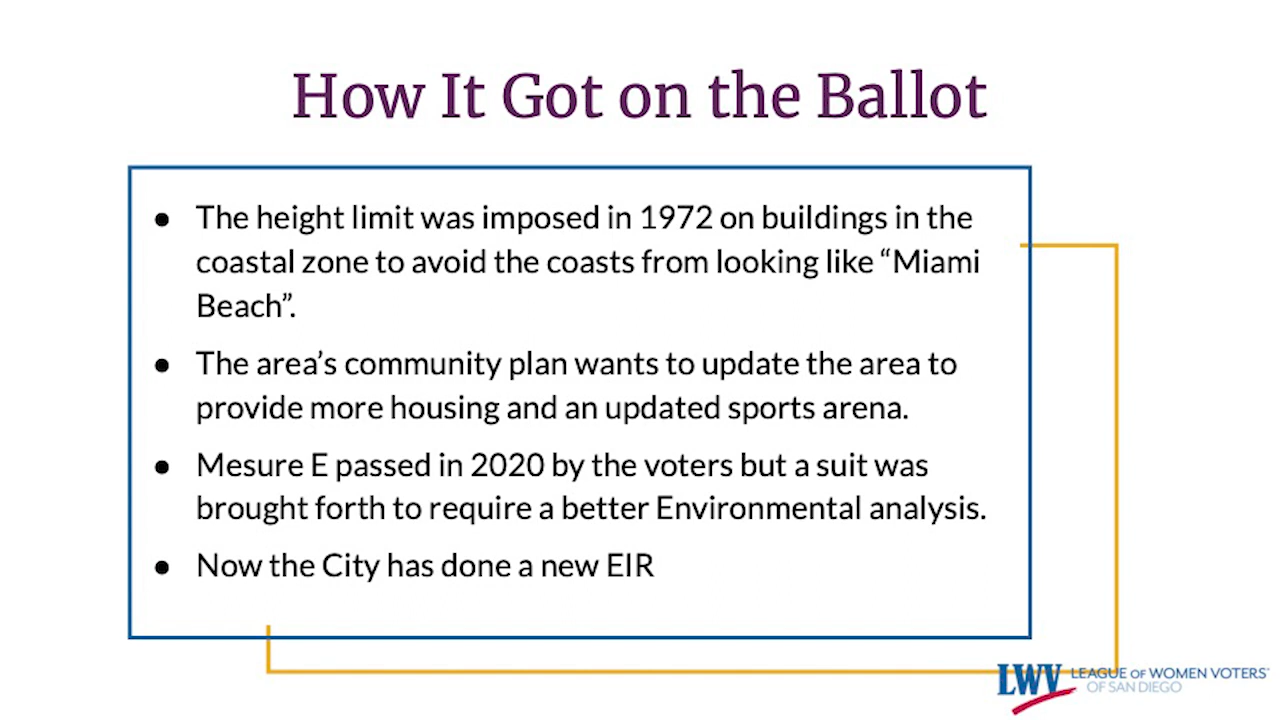 How It Got on the Ballot
● The height limit was imposed in 1972 on buildings in the
coastal zone to avoid the coasts from looking like “Miami
Beach”.
● The area’s community plan wants to update the area to
provide more housing and an updated sports arena.
● Mesure E passed in 2020 by the voters but a suit was
brought forth to require a better Environmental analysis.
● Now the City has done a new EIR
LWV LEAGUE OF WOMEN VOTERS®
OF SAN DIEGO